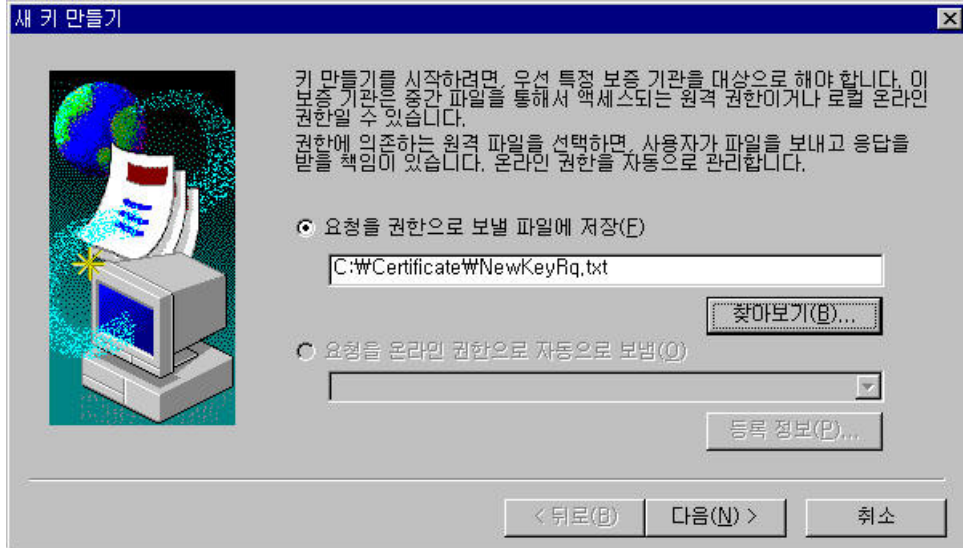 새 키 만들기
키 만들기를 시작하려면, 우선 특정 보증 기관을 대상으로 해야 합니다. 이
보증 기관은 중간 파일을 통해서 액세스되는 원격 권한이거나 로컬 온라인
권한일 수 있습니다.
권한에 의존하는 원격 파일을 선택하면, 사용자가 파일을 보내고 응답을
받을 책임이 있습니다. 온라인 권한을 자동으로 관리합니다.
요청을 권한으로 보낼 파일에 저장(F)
C:₩Certificate₩NewKeyRq.txt
찾아보기(B)...
요청을 온라인 권한으로 자동으로 보냄(O)
등록 정보(P)...
< 뒤로(B) 다음(N) > 취소